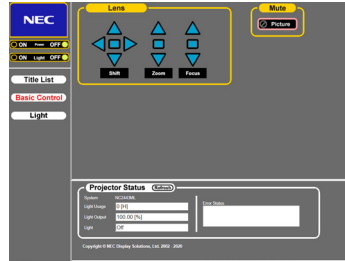 NEC
ON Power OFF
ON Light OFF
Title List
Basic Control
Light
Lens
Shift
Zoom
Focus
Mute
Picture
Projector Status
Refresh
System NC2443ML
Light Usage 0 [H]
Light Output 100.00 [%]
Light Off
Error Status
Copyright © NEC Display Solutions, Ltd. 2002 - 2020